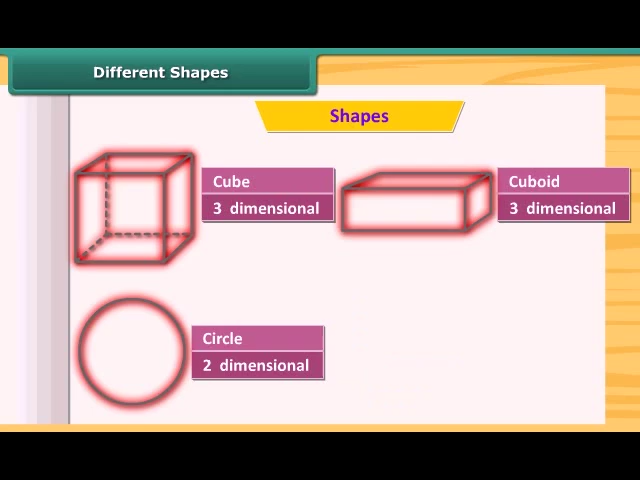 Different Shapes
Shapes
Cube
3 dimensional
Cuboid
3 dimensional
Circle
2 dimensional